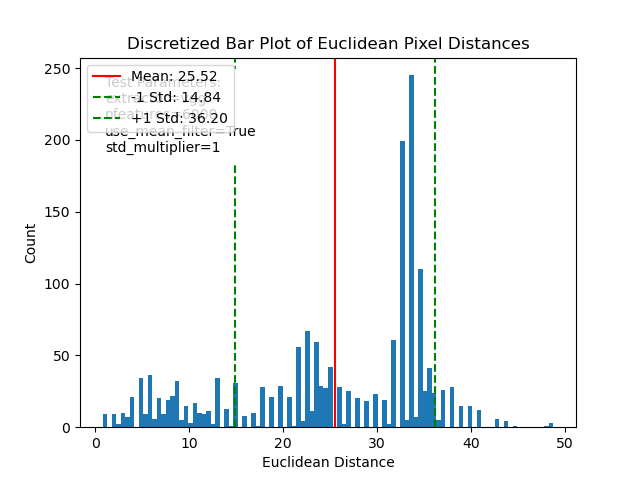 Discretized Bar Plot of Euclidean Pixel Distances
Mean: 25.52
-1 Std: 14.84
+1 Std: 36.20
Test Parameters:
use_mean_filter=True
std_multiplier=1
250
200
150
100
50
0
Count
0
10
20
30
40
50
Euclidean Distance